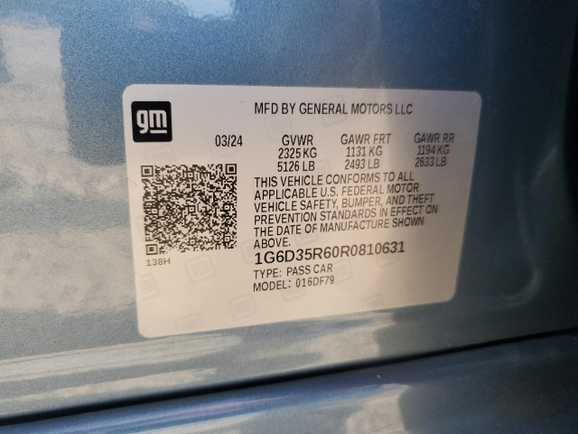 gm
MFD BY GENERAL MOTORS LLC
03/24 GVWR GAWR FRT GAWR RR
2325 KG 1131 KG 1194 KG
5126 LB 2493 LB 2633 LB
THIS VEHICLE CONFORMS TO ALL
APPLICABLE U.S. FEDERAL MOTOR
VEHICLE SAFETY, BUMPER, AND THEFT
PREVENTION STANDARDS IN EFFECT ON
THE DATE OF MANUFACTURE SHOWN
ABOVE.
138H
1G6D35R60R0810631
TYPE: PASS CAR
MODEL: 016DF79